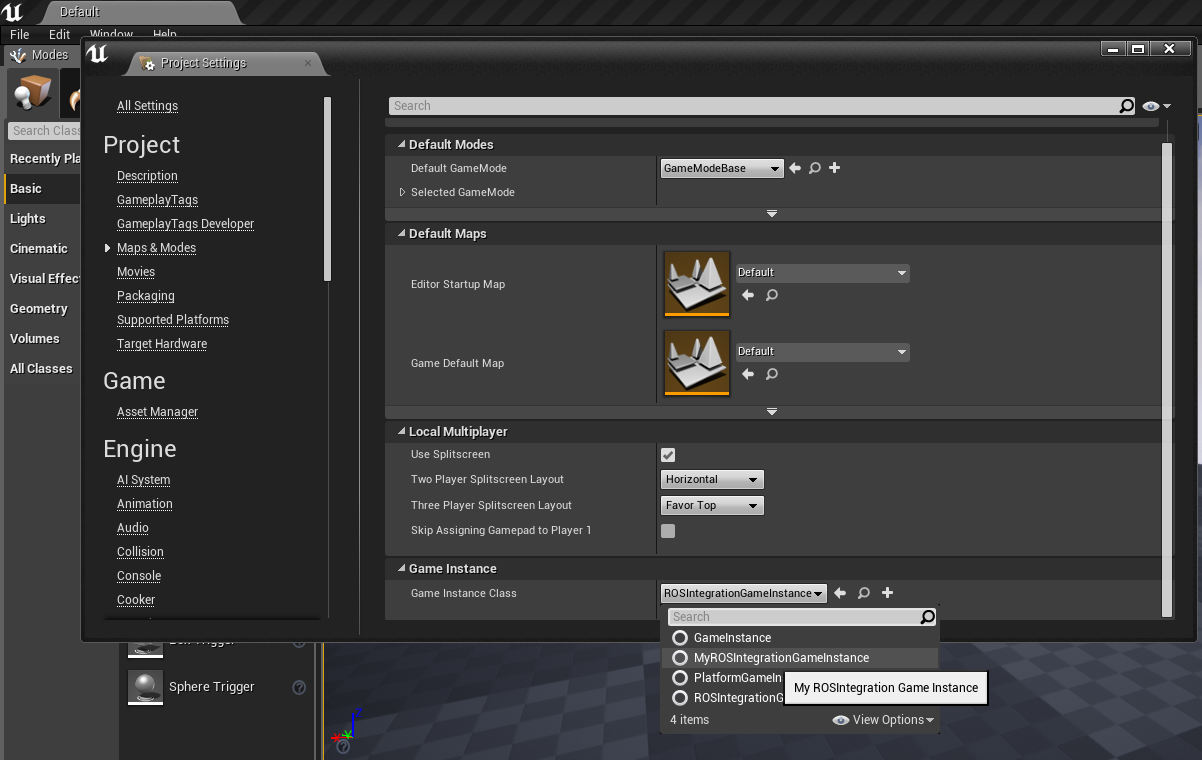 Default
File Edit Window Help
Modes
Project Settings
Search Clas
Recently Pla
Basic
Lights
Cinematic
Visual Effec
Geometry
Volumes
All Classes
All Settings
Project
Description
GameplayTags
GameplayTags Developer
Maps & Modes
Movies
Packaging
Supported Platforms
Target Hardware
Game
Asset Manager
Engine
AI System
Animation
Audio
Collision
Console
Cooker
Search
Default Modes
Default GameMode GameModeBase
Selected GameMode
Default Maps
Editor Startup Map Default
Game Default Map Default
Local Multiplayer
Use Splitscreen
Two Player Splitscreen Layout Horizontal
Three Player Splitscreen Layout Favor Top
Skip Assigning Gamepad to Player 1
Game Instance
Game Instance Class ROSIntegrationGameInstance
Search
GameInstance
MyROSIntegrationGameInstance
PlatformGameIn
ROSIntegrationG
My ROSIntegration Game Instance
4 items View Options
Box Trigger
Sphere Trigger
Z